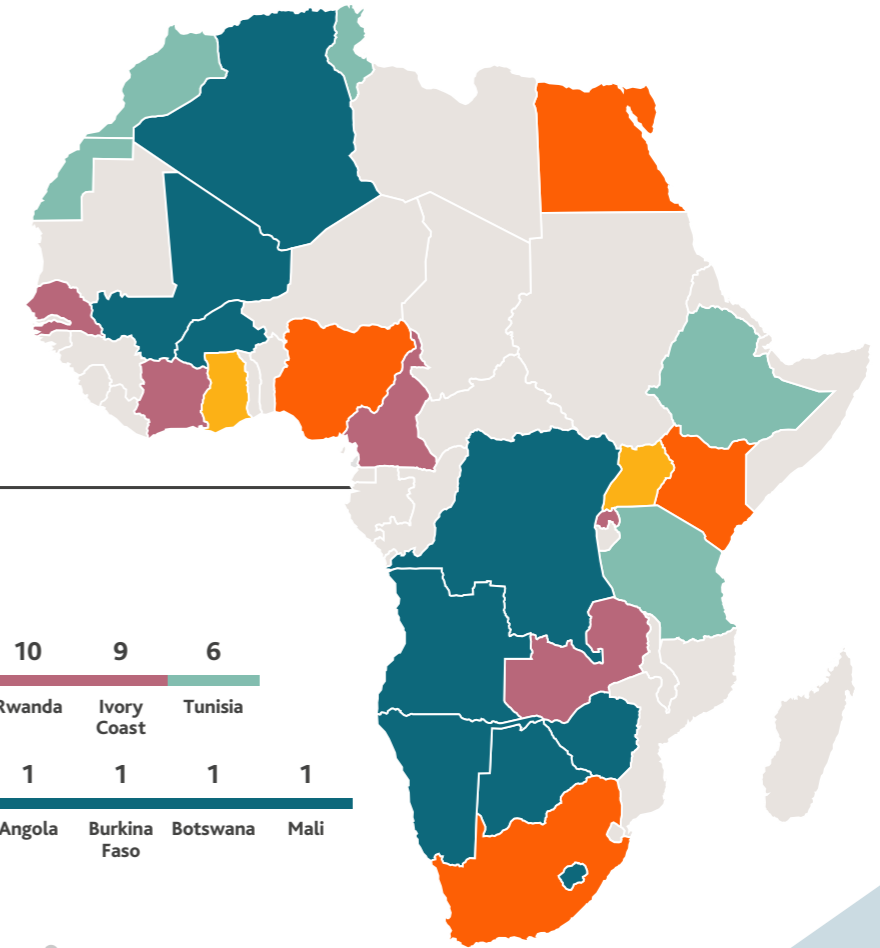 10 9 6
Rwanda Ivory Tunisia
Coast
1 1 1 1
Angola Burkina Botswana Mali
Faso